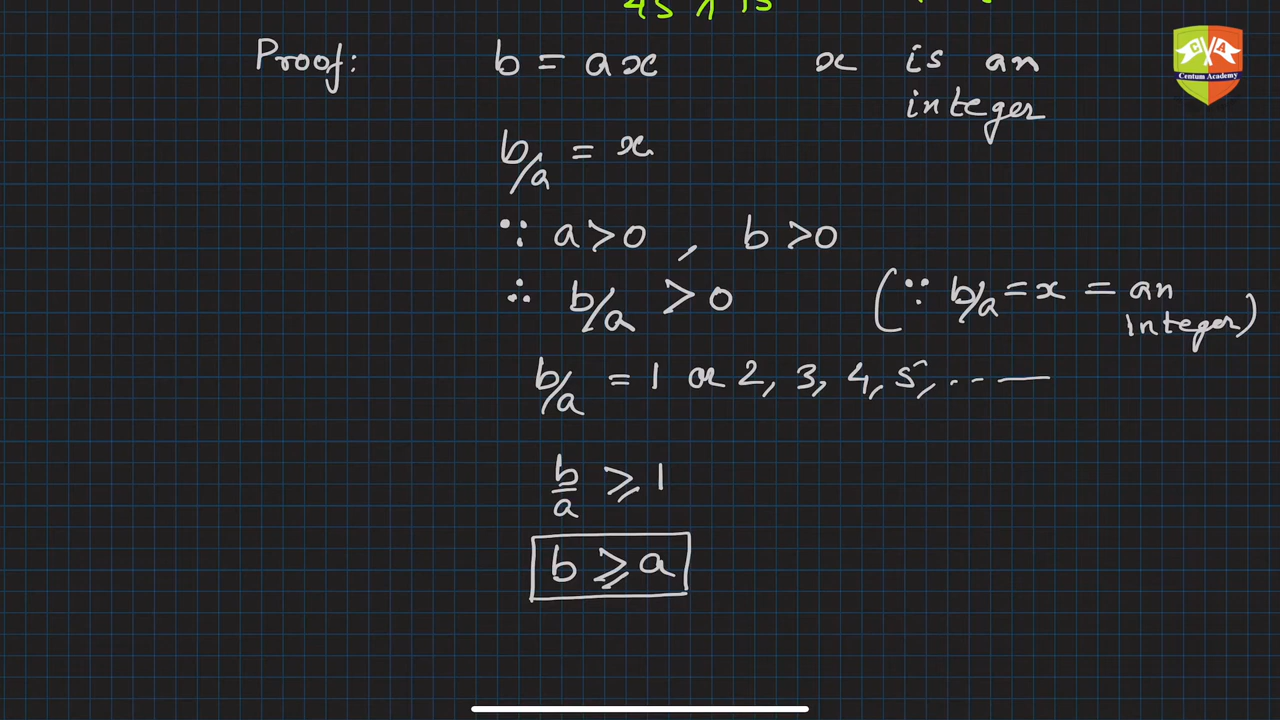 Proof: b = ax x is an
integer
b/a = x
∵ a>0 , b>0
∴ b/a > 0 (∵ b/a = x = an
integer)
b/a = 1 or 2, 3, 4, 5, ... —
b/a ⩾ 1
b ⩾ a
C A
Centum Academy